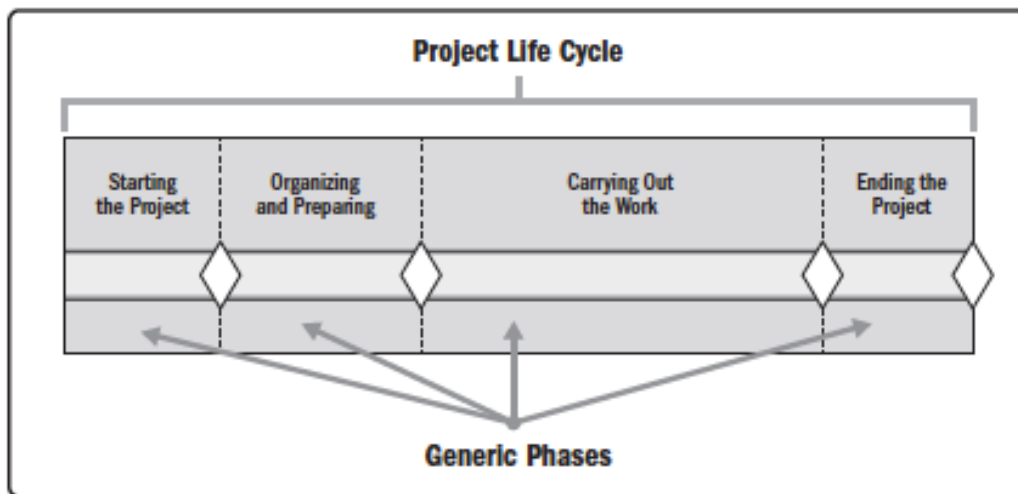 Project Life Cycle
Starting
the Project
Organizing
and Preparing
Carrying Out
the Work
Ending the
Project
Generic Phases